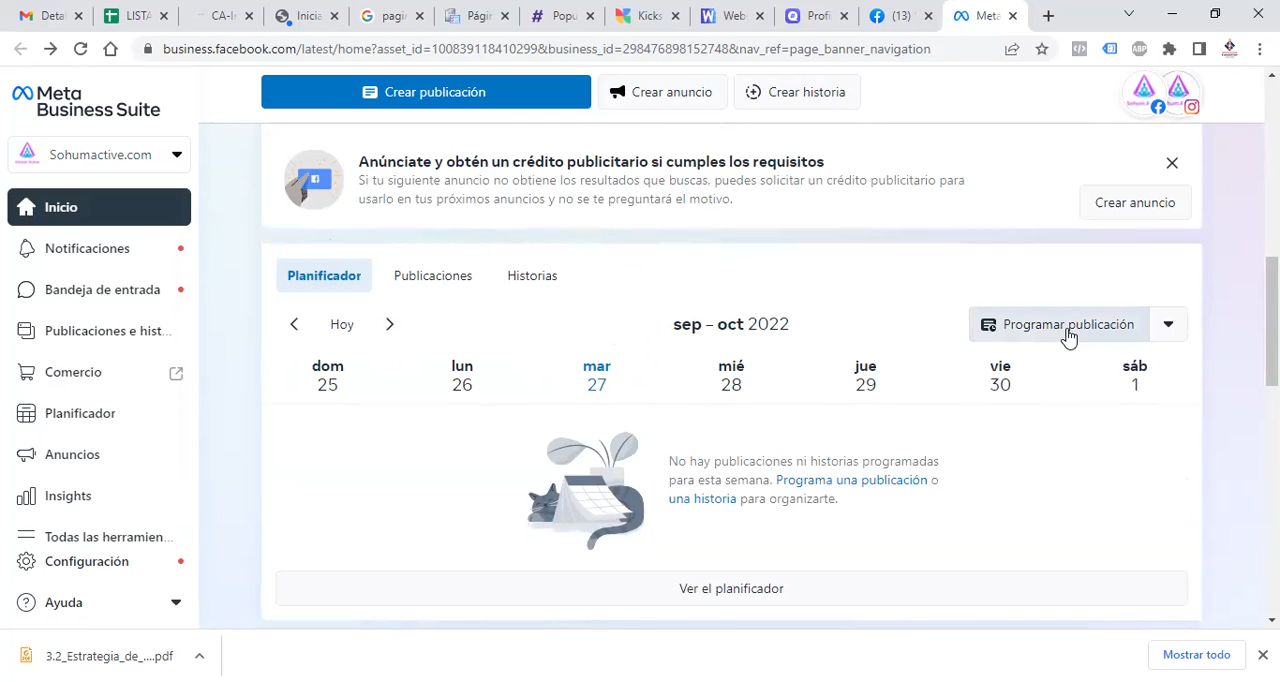 Detal
LISTA
CA-I
Inicia
pagin
Págin
Popu
Kicks
Web
Profi
(13)
Meta
business.facebook.com/latest/home?asset_id=100839118410299&business_id=298476898152748&nav_ref=page_banner_navigation
ABP
Meta
Business Suite
Crear publicación
Crear anuncio
Crear historia
Sohumactive.com
Anúnciate y obtén un crédito publicitario si cumples los requisitos
Si tu siguiente anuncio no obtiene los resultados que buscas, puedes solicitar un crédito publicitario para
usarlo en tus próximos anuncios y no se te preguntará el motivo.
Crear anuncio
Inicio
Notificaciones
Bandeja de entrada
Publicaciones e hist...
Comercio
Planificador
Anuncios
Insights
Todas las herramien...
Configuración
Ayuda
Planificador
Publicaciones
Historias
Hoy
sep – oct 2022
Programar publicación
dom lun mar mié jue vie sáb
25 26 27 28 29 30 1
No hay publicaciones ni historias programadas
para esta semana. Programa una publicación o
una historia para organizarte.
Ver el planificador
3.2_Estrategia_de_....pdf
Mostrar todo